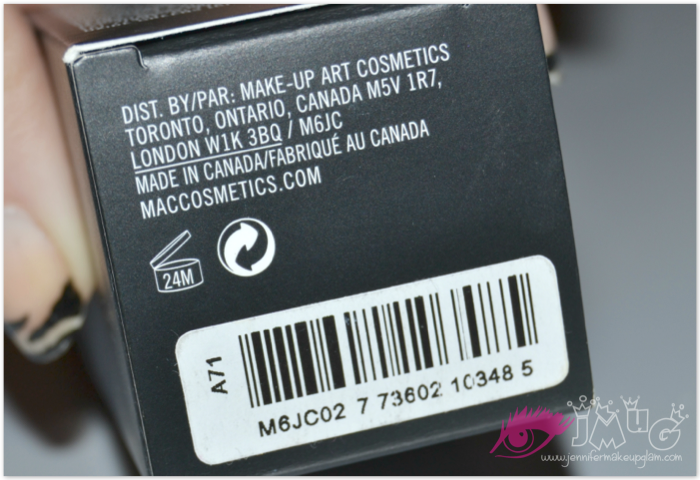 DIST. BY/PAR: MAKE-UP ART COSMETICS
TORONTO, ONTARIO, CANADA M5V 1R7,
LONDON W1K 3BQ / M6JC
MADE IN CANADA/FABRIQUÉ AU CANADA
MACCOSMETICS.COM
24M
A71
M6JC02 7 73602 10348 5
JMUG
www.jennifermakeupglam.com